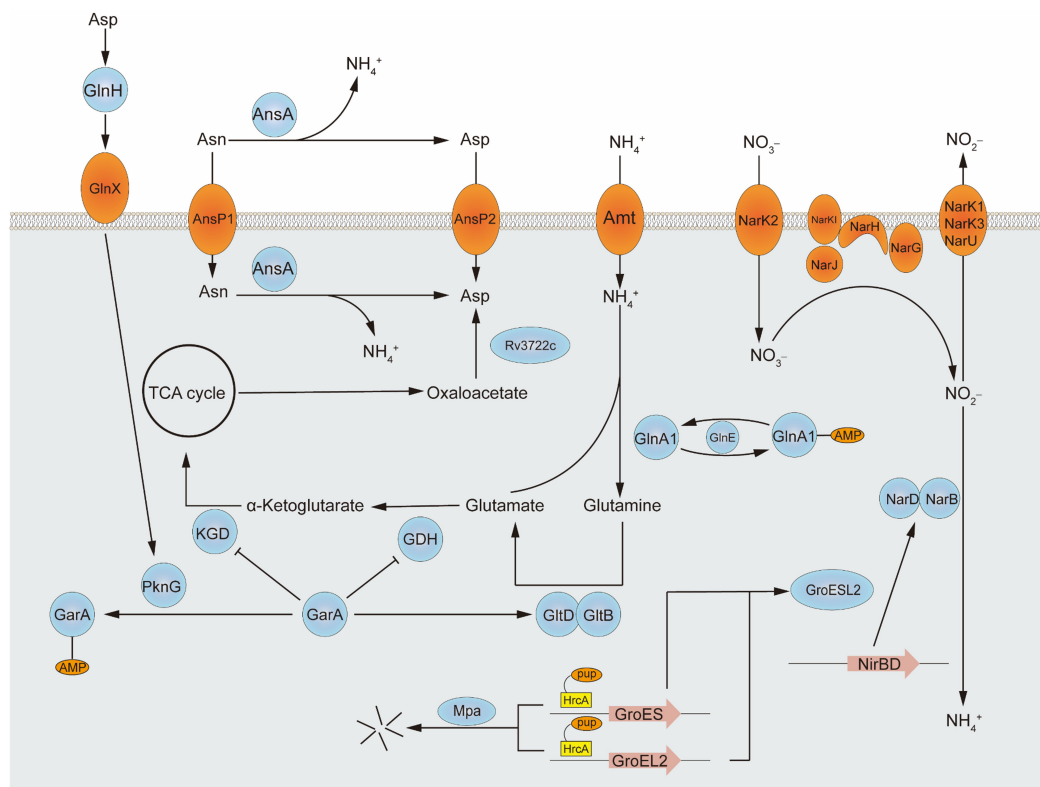 Asp
GlnH
GlnX
NH₄⁺
AnsA
Asn
Asp
NH₄⁺
NO₃⁻
NO₂⁻
AnsP1
AnsP2
Amt
NarK2
NarKI
NarH
NarG
NarJ
NarK1
NarK3
NarU
AnsA
Asn
Asp
NH₄⁺
NH₄⁺
Rv3722c
NO₃⁻
TCA cycle
Oxaloacetate
NO₂⁻
GlnA1
GlnE
GlnA1
AMP
α-Ketoglutarate
Glutamate
Glutamine
NarD
NarB
KGD
GDH
PknG
GroESL2
GarA
GarA
GltD
GltB
AMP
NirBD
pup
HrcA
GroES
Mpa
pup
HrcA
GroEL2
NH₄⁺